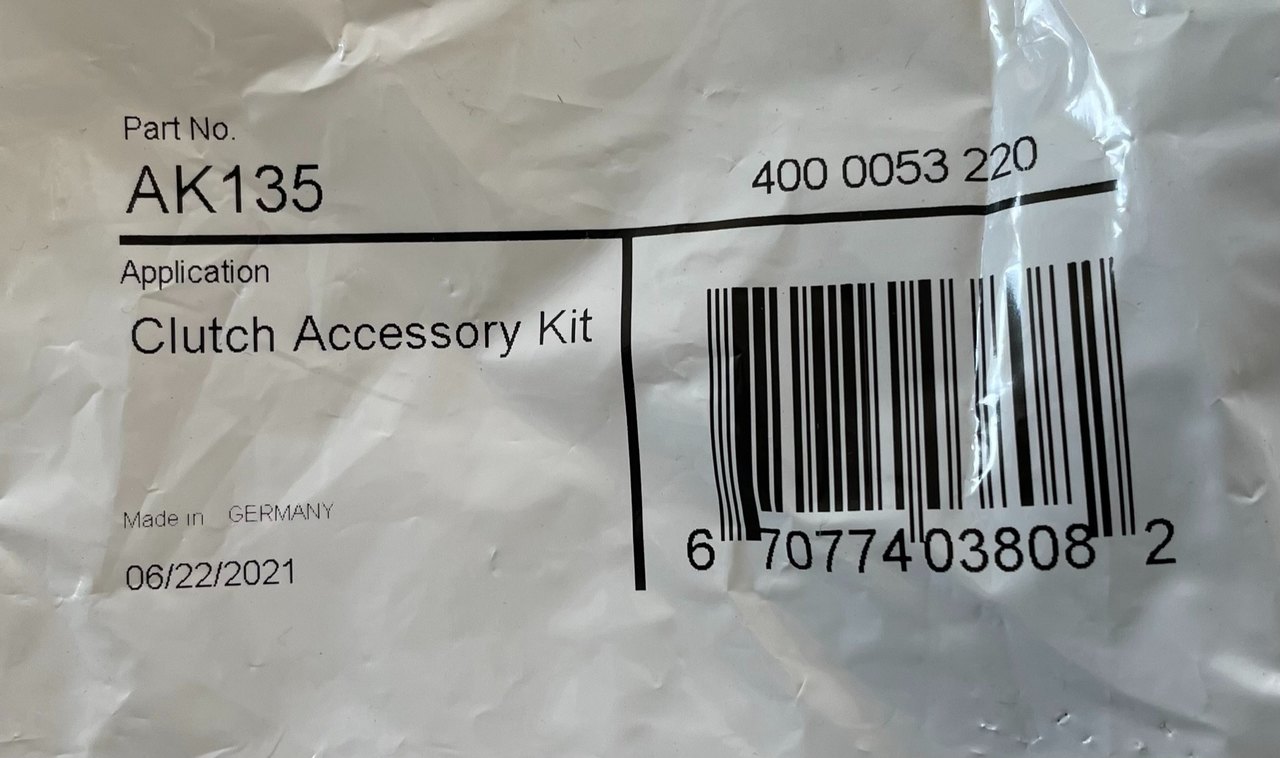 Part No.
AK135
400 0053 220
Application
Clutch Accessory Kit
Made in GERMANY
06/22/2021
6 70774 03808 2